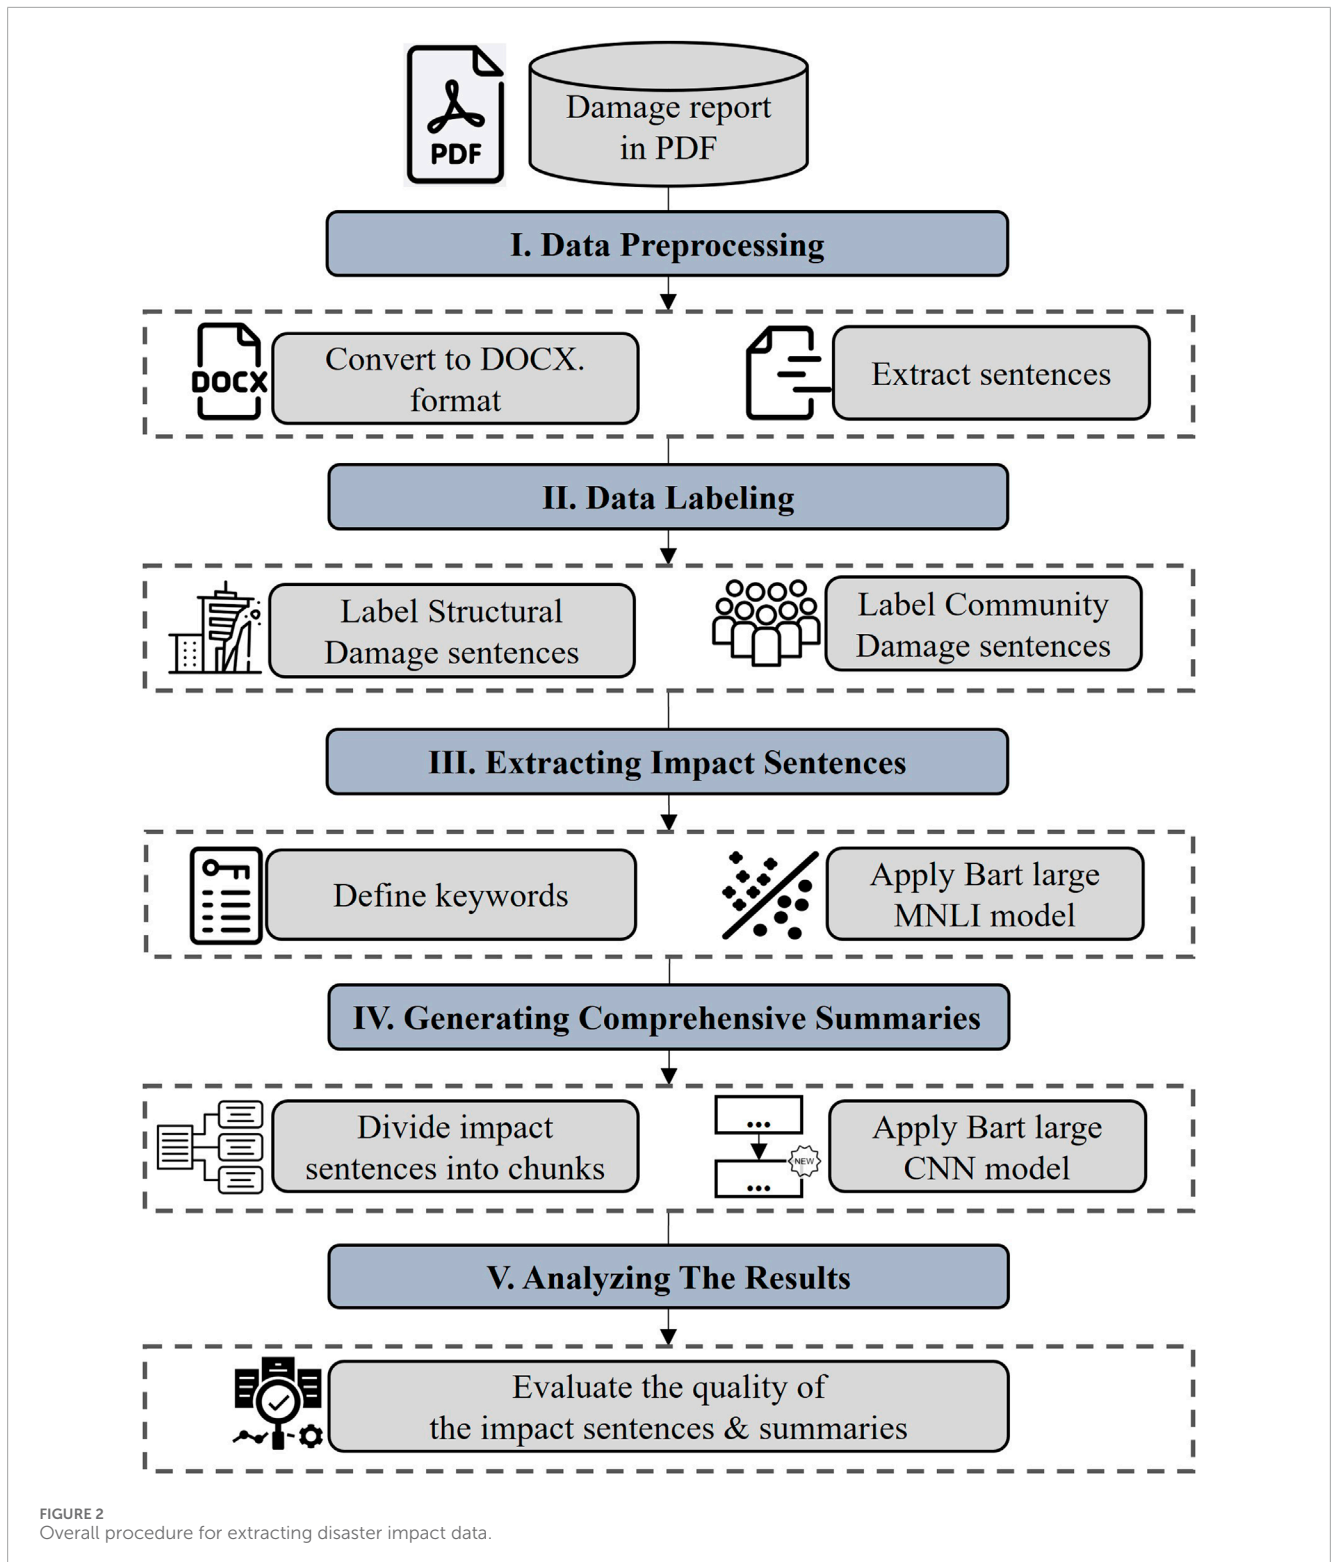 PDF
Damage report
in PDF
I. Data Preprocessing
DOCX
Convert to DOCX.
format
Extract sentences
II. Data Labeling
Label Structural
Damage sentences
Label Community
Damage sentences
III. Extracting Impact Sentences
Define keywords
Apply Bart large
MNLI model
IV. Generating Comprehensive Summaries
Divide impact
sentences into chunks
...
NEW
...
Apply Bart large
CNN model
V. Analyzing The Results
Evaluate the quality of
the impact sentences & summaries
FIGURE 2
Overall procedure for extracting disaster impact data.